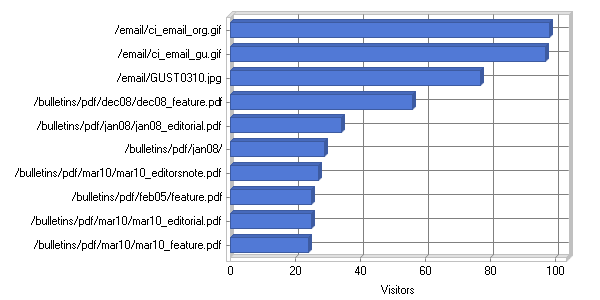 /email/ci_email_org.gif
/email/ci_email_gu.gif
/email/GUST0310.jpg
/bulletins/pdf/dec08/dec08_feature.pdf
/bulletins/pdf/jan08/jan08_editorial.pdf
/bulletins/pdf/jan08/
/bulletins/pdf/mar10/mar10_editorsnote.pdf
/bulletins/pdf/feb05/feature.pdf
/bulletins/pdf/mar10/mar10_editorial.pdf
/bulletins/pdf/mar10/mar10_feature.pdf
0 20 40 60 80 100
Visitors